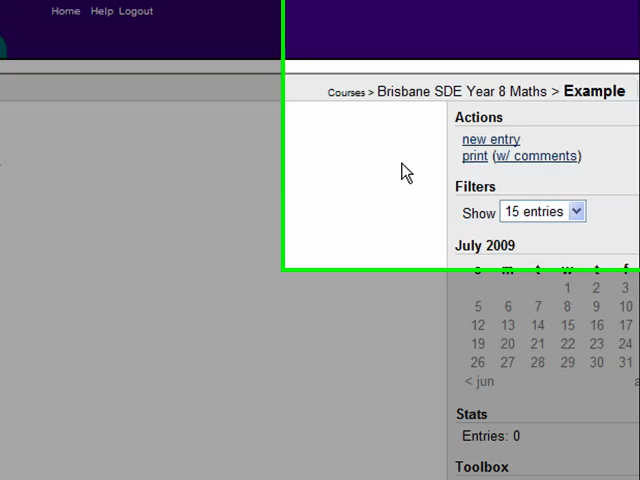 Home Help Logout
Courses > Brisbane SDE Year 8 Maths > Example
Actions
new entry
print (w/ comments)
Filters
Show 15 entries
July 2009
s m t w t f
1 2 3
5 6 7 8 9 10
12 13 14 15 16 17
19 20 21 22 23 24
26 27 28 29 30 31
< jun a
Stats
Entries: 0
Toolbox